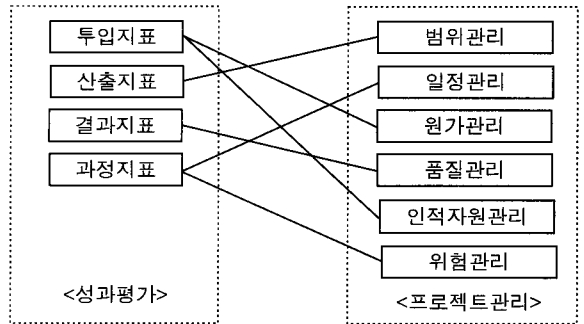 투입지표
산출지표
결과지표
과정지표
<성과평가>
범위관리
일정관리
원가관리
품질관리
인적자원관리
위험관리
<프로젝트관리>